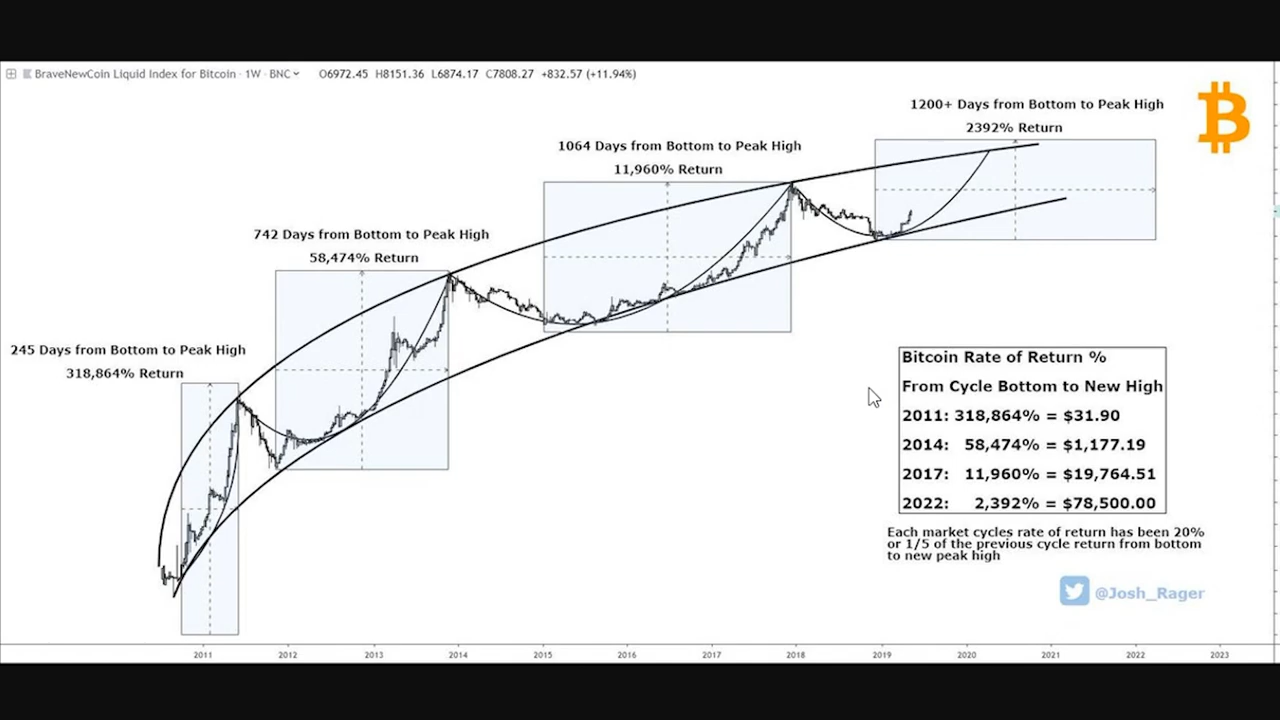 BraveNewCoin Liquid Index for Bitcoin · 1W · BNC O6972.45 H8151.36 L6874.17 C7808.27 +832.57 (+11.94%)
1200+ Days from Bottom to Peak High
2392% Return
1064 Days from Bottom to Peak High
11,960% Return
742 Days from Bottom to Peak High
58,474% Return
245 Days from Bottom to Peak High
318,864% Return
Bitcoin Rate of Return %
From Cycle Bottom to New High
2011: 318,864% = $31.90
2014: 58,474% = $1,177.19
2017: 11,960% = $19,764.51
2022: 2,392% = $78,500.00
Each market cycles rate of return has been 20%
or 1/5 of the previous cycle return from bottom
to new peak high
@Josh_Rager
2011 2012 2013 2014 2015 2016 2017 2018 2019 2020 2021 2022 2023